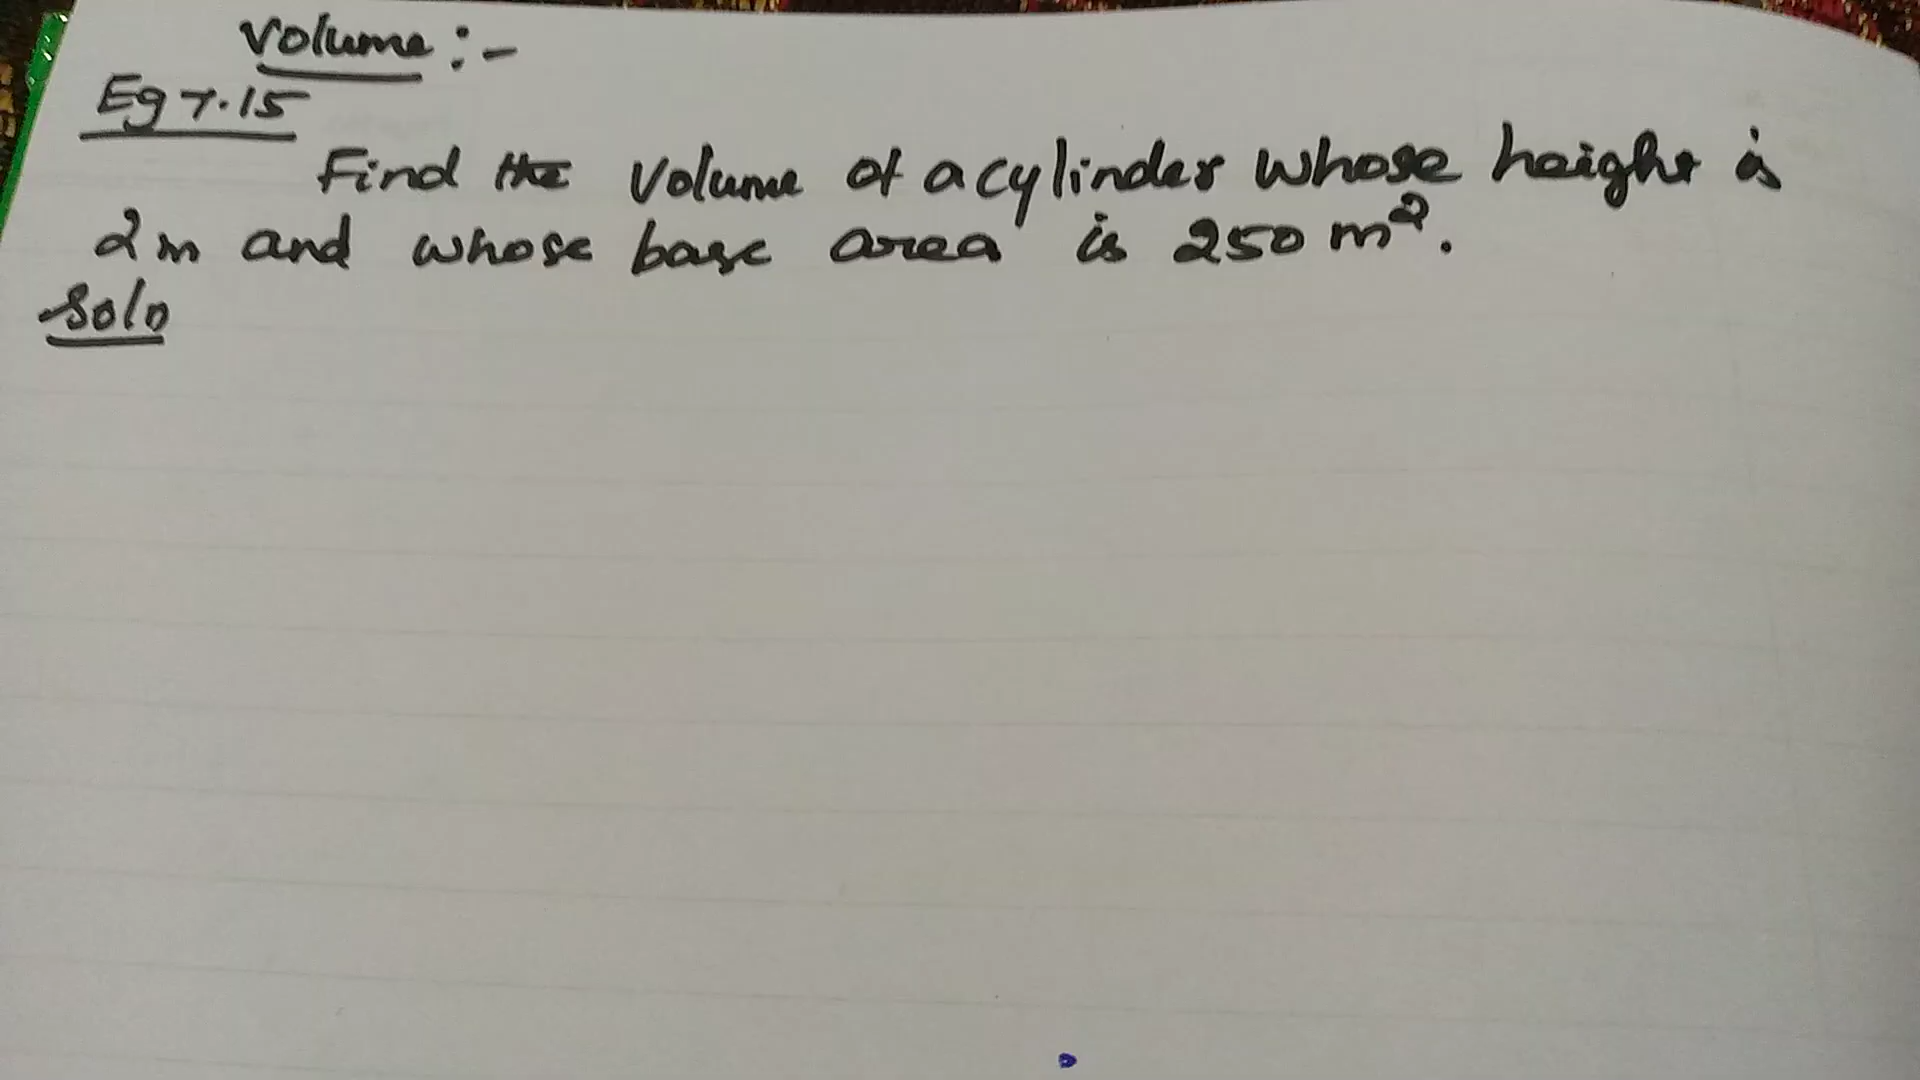 Volume :-
Eg 7.15
Find the volume of a cylinder whose height is
2m and whose base area is 250 m².
Soln